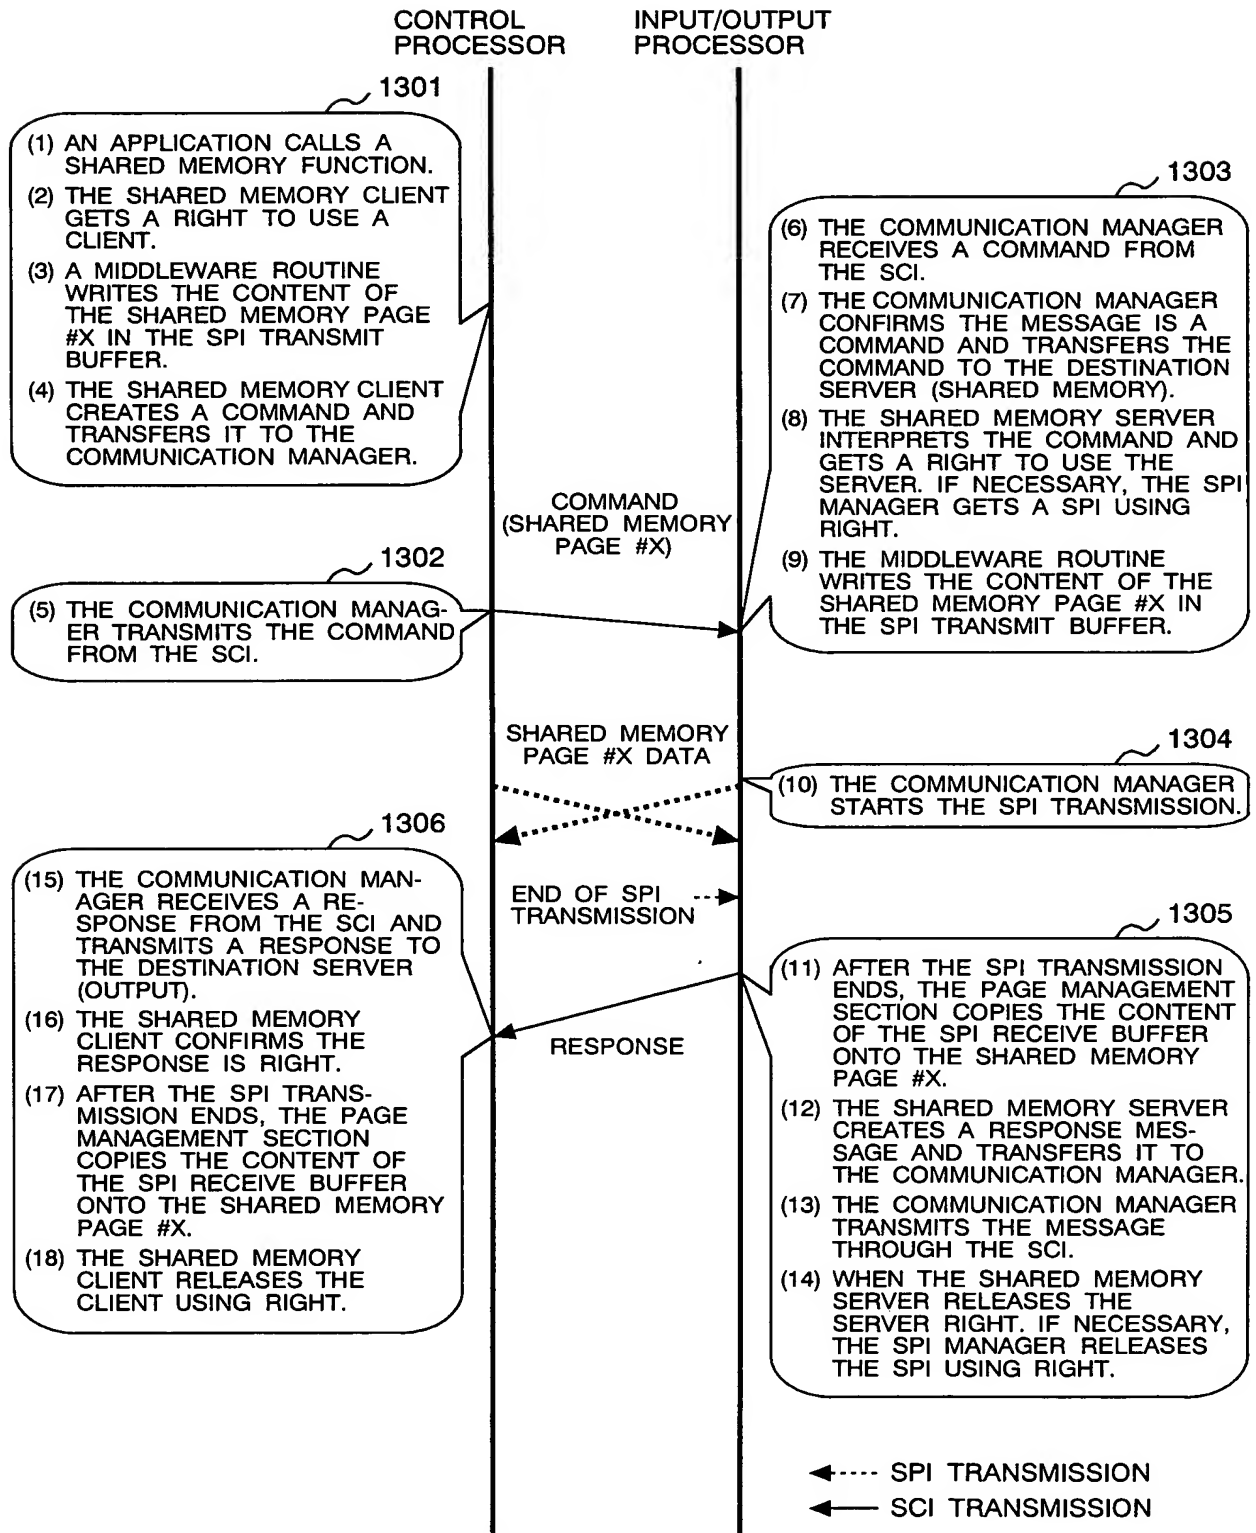 CONTROL
PROCESSOR
INPUT/OUTPUT
PROCESSOR
1301
(1) AN APPLICATION CALLS A
SHARED MEMORY FUNCTION.
(2) THE SHARED MEMORY CLIENT
GETS A RIGHT TO USE A
CLIENT.
(3) A MIDDLEWARE ROUTINE
WRITES THE CONTENT OF
THE SHARED MEMORY PAGE
#X IN THE SPI TRANSMIT
BUFFER.
(4) THE SHARED MEMORY CLIENT
CREATES A COMMAND AND
TRANSFERS IT TO THE
COMMUNICATION MANAGER.
1303
(6) THE COMMUNICATION MANAGER
RECEIVES A COMMAND FROM
THE SCI.
(7) THE COMMUNICATION MANAGER
CONFIRMS THE MESSAGE IS A
COMMAND AND TRANSFERS THE
COMMAND TO THE DESTINATION
SERVER (SHARED MEMORY).
(8) THE SHARED MEMORY SERVER
INTERPRETS THE COMMAND AND
GETS A RIGHT TO USE THE
SERVER. IF NECESSARY, THE SPI
MANAGER GETS A SPI USING
RIGHT.
(9) THE MIDDLEWARE ROUTINE
WRITES THE CONTENT OF THE
SHARED MEMORY PAGE #X IN
THE SPI TRANSMIT BUFFER.
COMMAND
(SHARED MEMORY
PAGE #X)
1302
(5) THE COMMUNICATION MANAG-
ER TRANSMITS THE COMMAND
FROM THE SCI.
SHARED MEMORY
PAGE #X DATA
1304
(10) THE COMMUNICATION MANAGER
STARTS THE SPI TRANSMISSION.
1306
(15) THE COMMUNICATION MAN-
AGER RECEIVES A RE-
SPONSE FROM THE SCI AND
TRANSMITS A RESPONSE TO
THE DESTINATION SERVER
(OUTPUT).
(16) THE SHARED MEMORY
CLIENT CONFIRMS THE
RESPONSE IS RIGHT.
(17) AFTER THE SPI TRANS-
MISSION ENDS, THE PAGE
MANAGEMENT SECTION
COPIES THE CONTENT OF
THE SPI RECEIVE BUFFER
ONTO THE SHARED MEMORY
PAGE #X.
(18) THE SHARED MEMORY
CLIENT RELEASES THE
CLIENT USING RIGHT.
END OF SPI
TRANSMISSION
RESPONSE
1305
(11) AFTER THE SPI TRANSMISSION
ENDS, THE PAGE MANAGEMENT
SECTION COPIES THE CONTENT
OF THE SPI RECEIVE BUFFER
ONTO THE SHARED MEMORY
PAGE #X.
(12) THE SHARED MEMORY SERVER
CREATES A RESPONSE MES-
SAGE AND TRANSFERS IT TO
THE COMMUNICATION MANAGER.
(13) THE COMMUNICATION MANAGER
TRANSMITS THE MESSAGE
THROUGH THE SCI.
(14) WHEN THE SHARED MEMORY
SERVER RELEASES THE
SERVER RIGHT. IF NECESSARY,
THE SPI MANAGER RELEASES
THE SPI USING RIGHT.
SPI TRANSMISSION
SCI TRANSMISSION